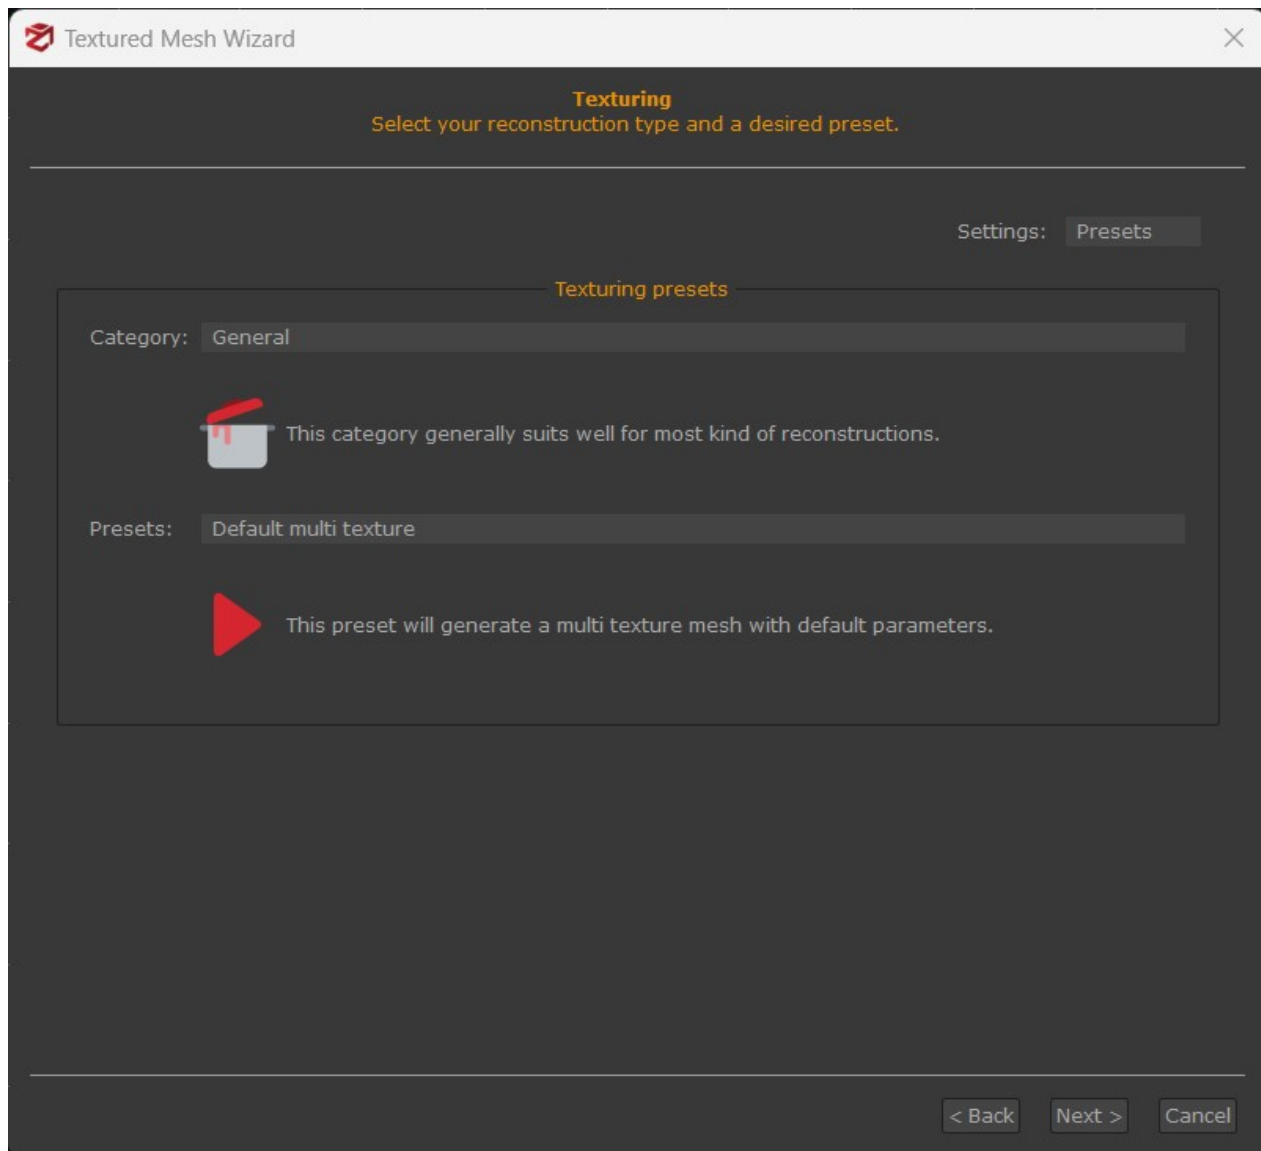 Textured Mesh Wizard
Texturing
Select your reconstruction type and a desired preset.
Settings: Presets
Texturing presets
Category: General
This category generally suits well for most kind of reconstructions.
Presets: Default multi texture
This preset will generate a multi texture mesh with default parameters.
< Back Next > Cancel